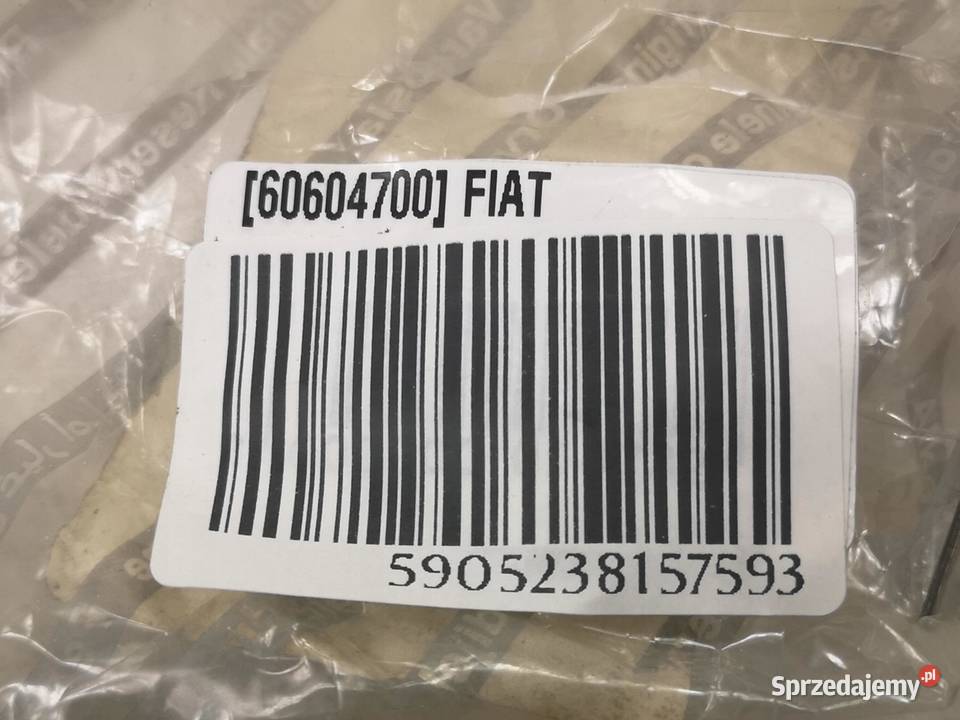 [60604700] FIAT
5905238157593
Sprzedajemy.pl